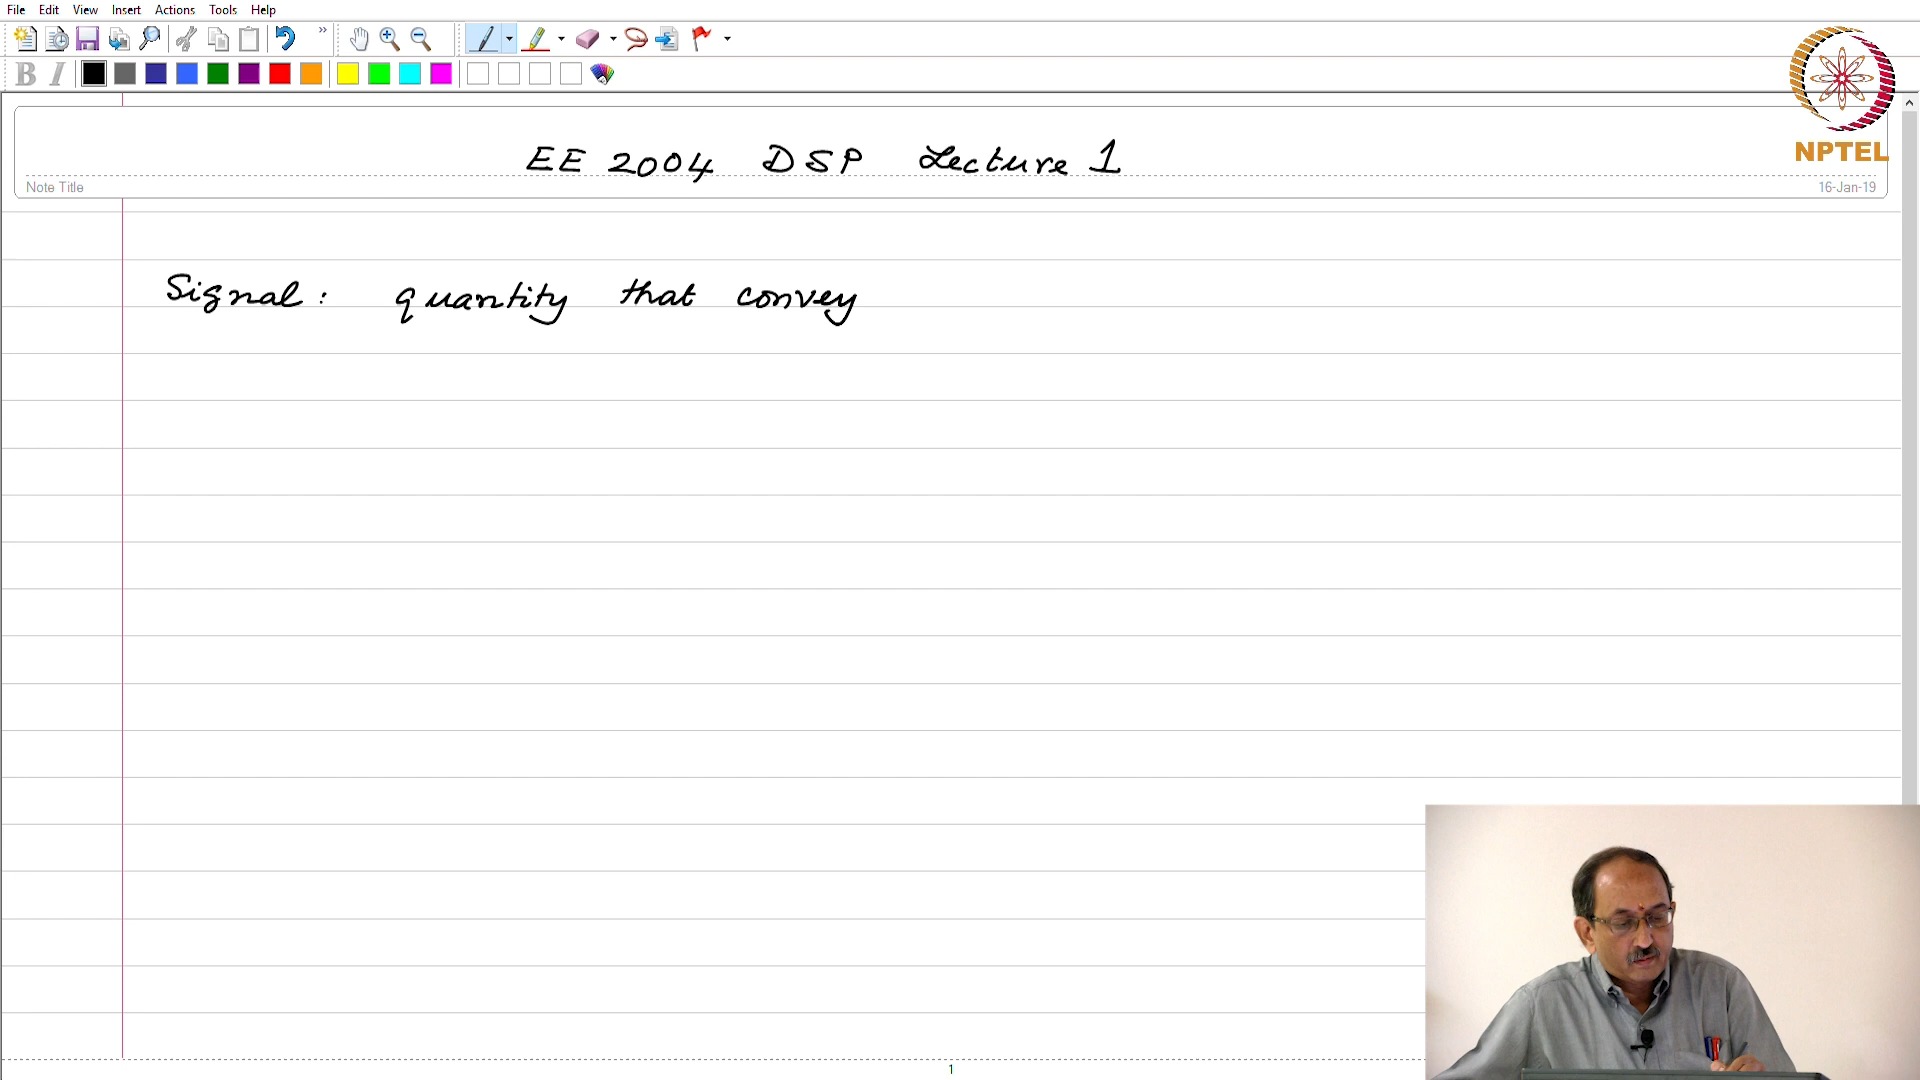 File Edit View Insert Actions Tools Help
B I
NPTEL
EE 2004 DSP Lecture 1
Note Title
16-Jan-19
Signal: quantity that convey
1